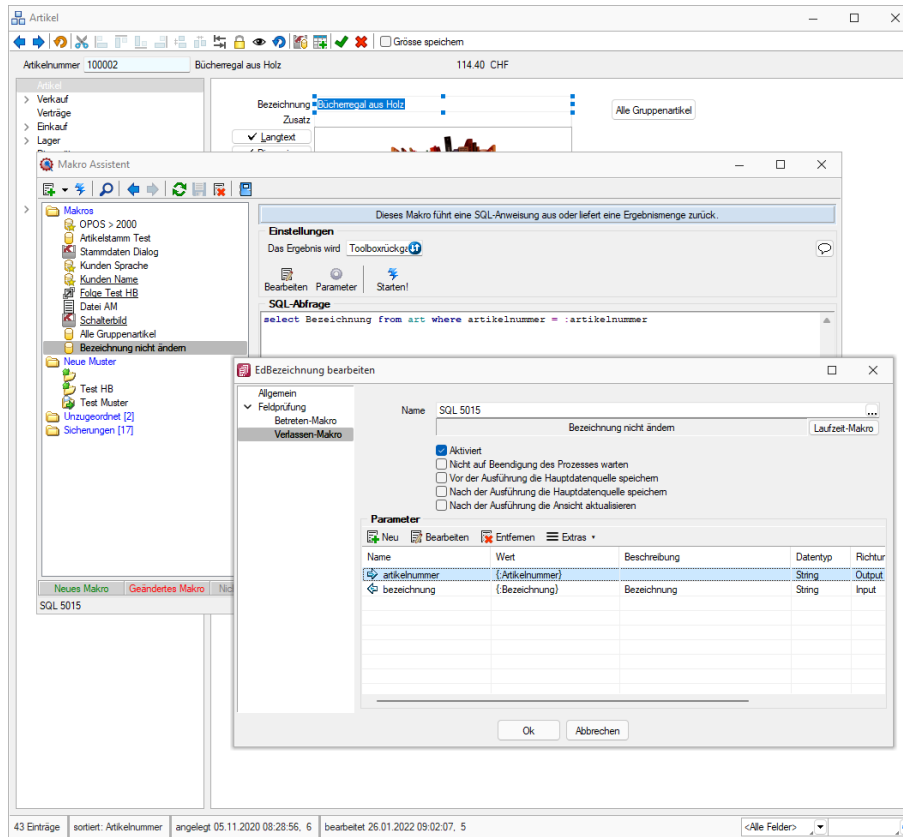 Artikel
Grösse speichern
Artikelnummer 100002 Bücherregal aus Holz 114.40 CHF
Artikel
Verkauf
Verträge
Einkauf
Lager
Bezeichnung Bücherregal aus Holz
Zusatz
Langtext
Alle Gruppenartikel
Makro Assistent
Makros
OPOS > 2000
Artikelstamm Test
Stammdaten Dialog
Kunden Sprache
Kunden Name
Folge Test HB
Datei AM
Schalterbild
Alle Gruppenartikel
Bezeichnung nicht ändern
Neue Muster
Test HB
Test Muster
Unzugeordnet [2]
Sicherungen [17]
Neues Makro Geändertes Makro
SQL 5015
Dieses Makro führt eine SQL-Anweisung aus oder liefert eine Ergebnismenge zurück.
Einstellungen
Das Ergebnis wird
Bearbeiten Parameter Starten!
SQL-Abfrage
select Bezeichnung from art where artikelnummer = :artikelnummer
EdBezeichnung bearbeiten
Allgemein
Feldprüfung
Betreten-Makro
Verlassen-Makro
Name SQL 5015 ...
Bezeichnung nicht ändern Laufzeit-Makro
Aktiviert
Nicht auf Beendigung des Prozesses warten
Vor der Ausführung die Hauptdatenquelle speichern
Nach der Ausführung die Hauptdatenquelle speichern
Nach der Ausführung die Ansicht aktualisieren
Parameter
Neu Bearbeiten Entfernen Extras
Name Wert Beschreibung Datentyp Richtur
artikelnummer {:Artikelnummer} String Output
bezeichnung {:Bezeichnung} Bezeichnung String Input
Ok Abbrechen
43 Einträge sortiert: Artikelnummer angelegt 05.11.2020 08:28:56, 6 bearbeitet 26.01.2022 09:02:07, 5 <Alle Felder>